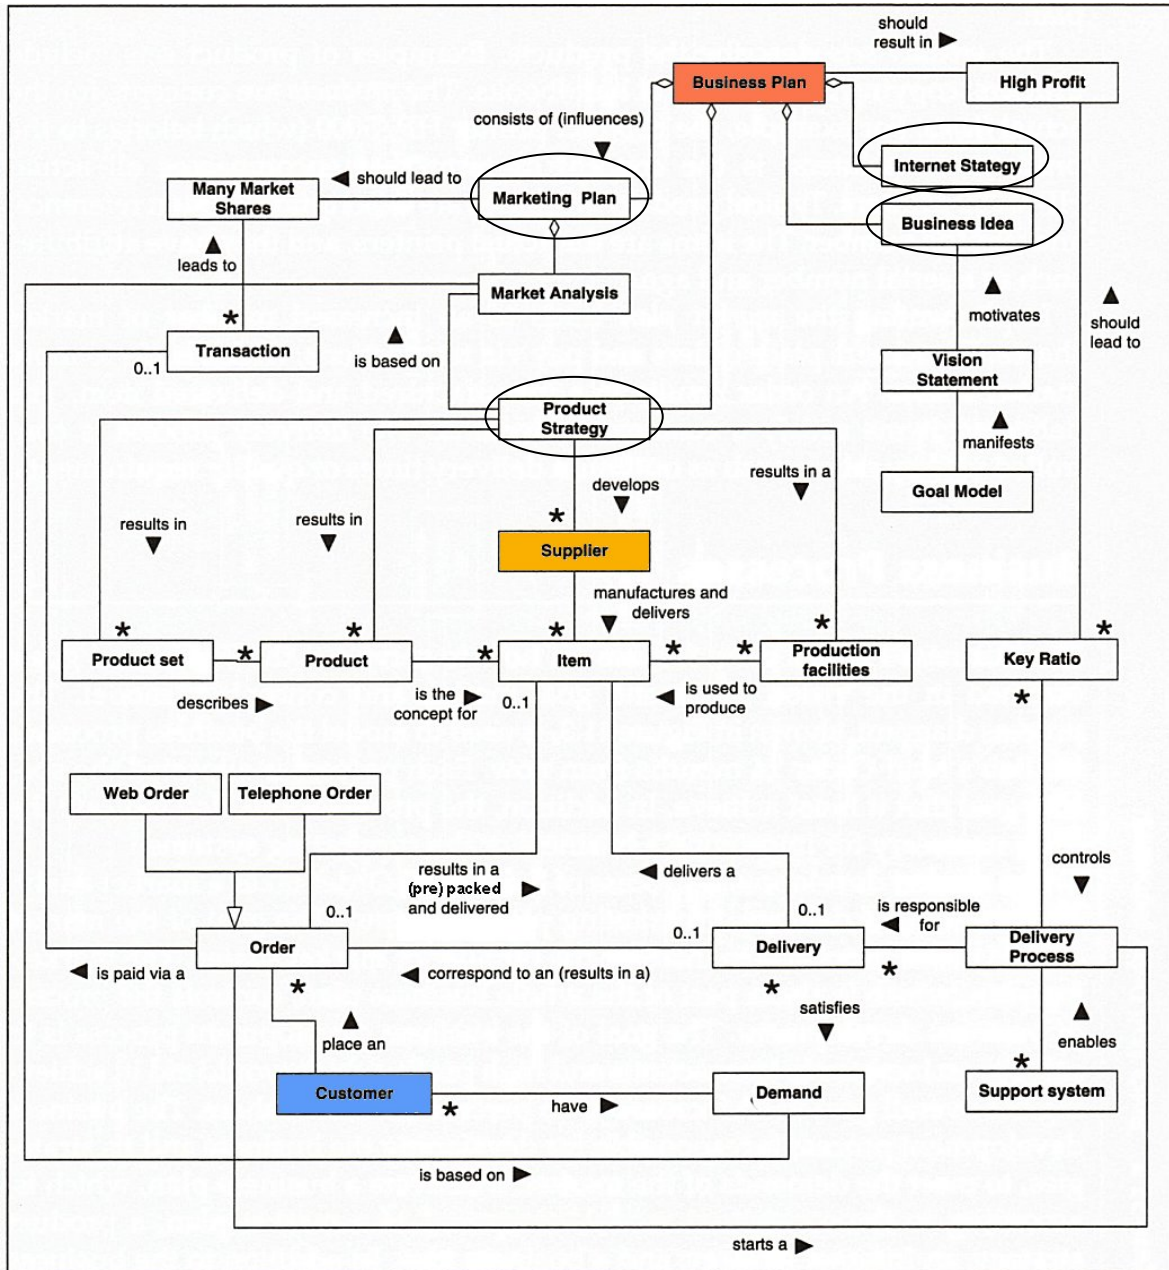 should
result in
Business Plan
High Profit
consists of (influences)
Internet Stategy
should lead to
Many Market
Shares
Marketing Plan
Business Idea
leads to
Market Analysis
motivates
should
lead to
*
Transaction
0..1
is based on
Vision
Statement
Product
Strategy
manifests
results in a
Goal Model
develops
results in
results in
*
Supplier
manufactures and
delivers
*
*
*
*
*
Product set
*
Product
*
Item
*
*
Production
facilities
Key Ratio
describes
is the
concept for
0..1
is used to
produce
*
Web Order
Telephone Order
results in a
(pre) packed
and delivered
delivers a
controls
0..1
0..1
is responsible
for
Order
0..1
Delivery
Delivery
Process
is paid via a
correspond to an (results in a)
*
*
*
satisfies
place an
enables
*
Customer
Demand
Support system
*
have
is based on
starts a